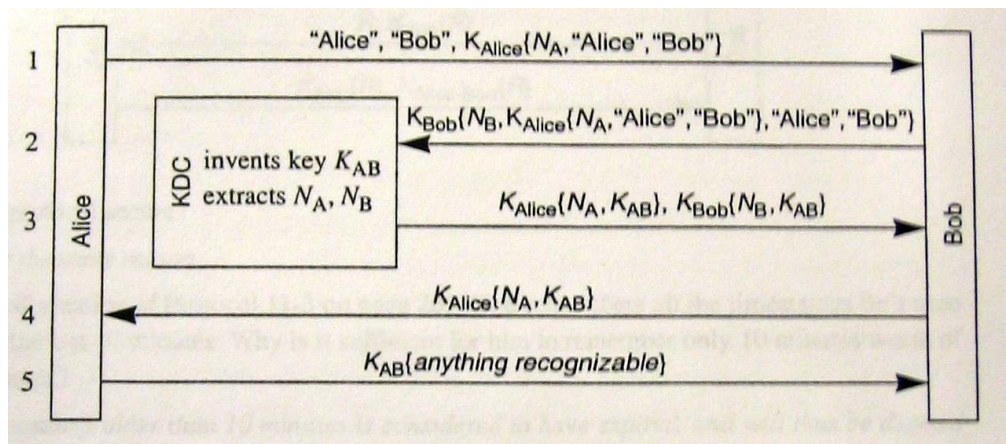 "Alice", "Bob", K_Alice{N_A,"Alice","Bob"}
1
K_Bob{N_B,K_Alice{N_A,"Alice","Bob"},"Alice","Bob"}
2
KDC
invents key K_AB
extracts N_A, N_B
Alice
Bob
K_Alice{N_A, K_AB}, K_Bob{N_B, K_AB}
3
K_Alice{N_A, K_AB}
4
K_AB{anything recognizable}
5